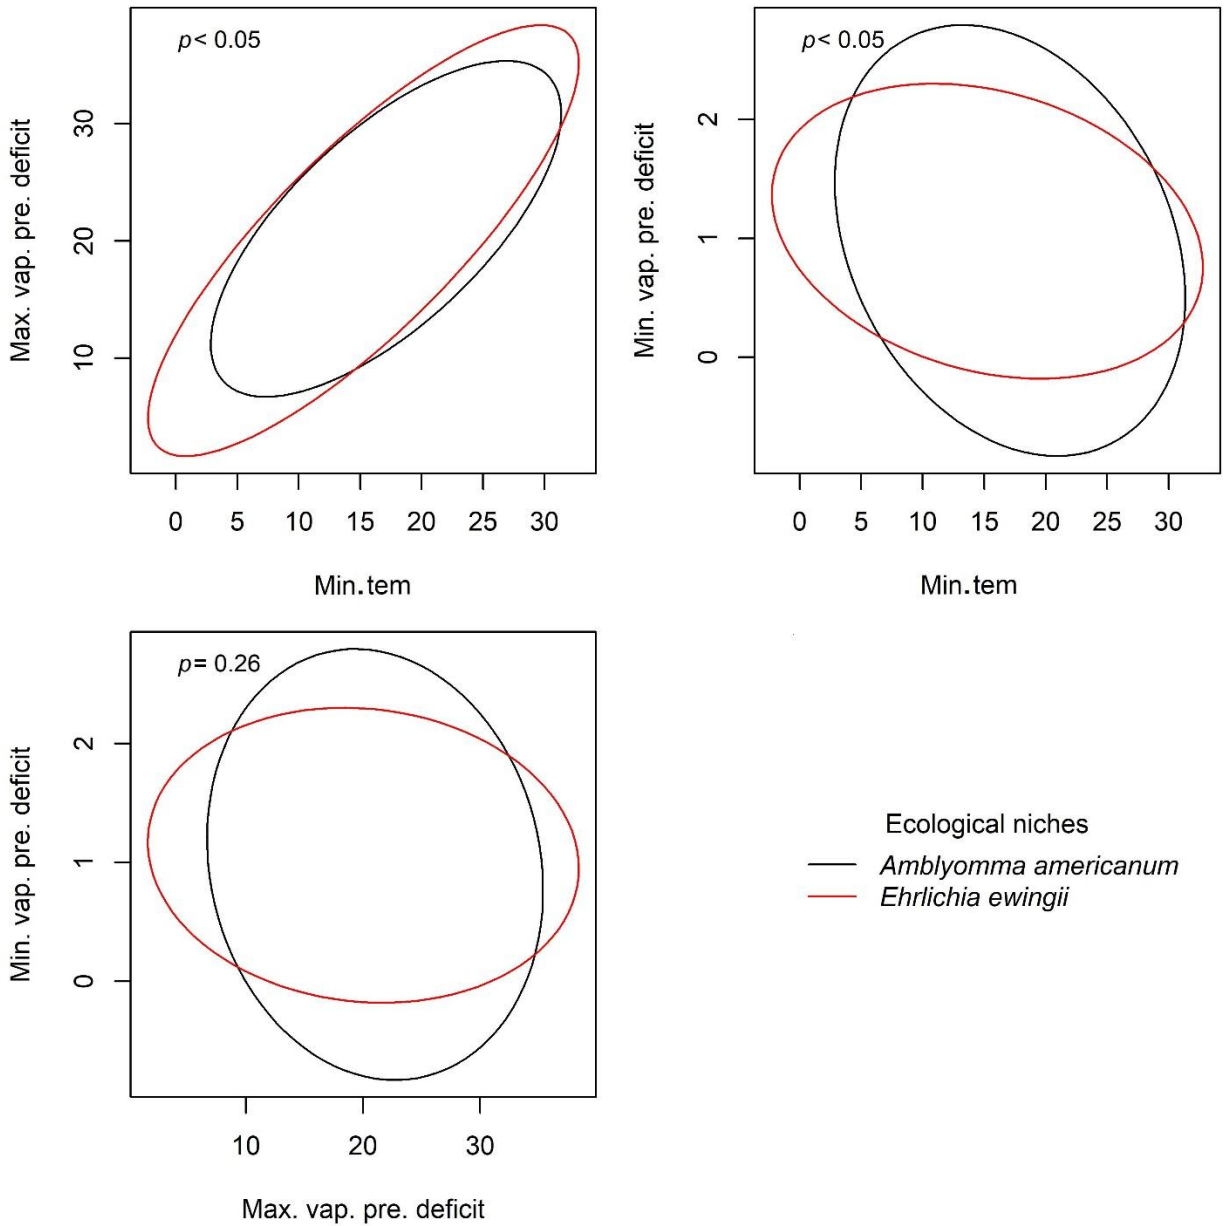 p< 0.05
Max. vap. pre. deficit
10
20
30
0 5 10 15 20 25 30
Min.tem
p< 0.05
Min. vap. pre. deficit
0
1
2
0 5 10 15 20 25 30
Min.tem
p= 0.26
Min. vap. pre. deficit
0
1
2
10 20 30
Max. vap. pre. deficit
Ecological niches
Amblyomma americanum
Ehrlichia ewingii